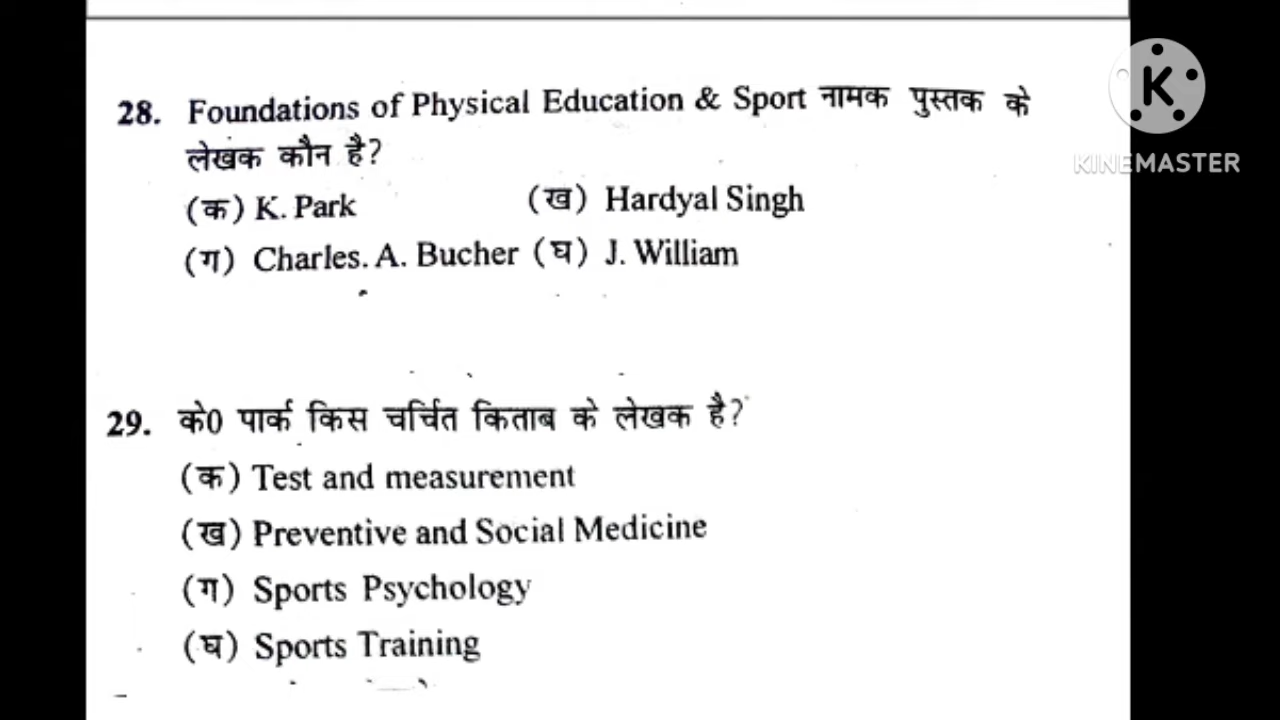 28. Foundations of Physical Education & Sport नामक पुस्तक के
लेखक कौन है?
(क) K. Park (ख) Hardyal Singh
(ग) Charles. A. Bucher (घ) J. William
29. के0 पार्क किस चर्चित किताब के लेखक है?
(क) Test and measurement
(ख) Preventive and Social Medicine
(ग) Sports Psychology
(घ) Sports Training
K
KINEMASTER